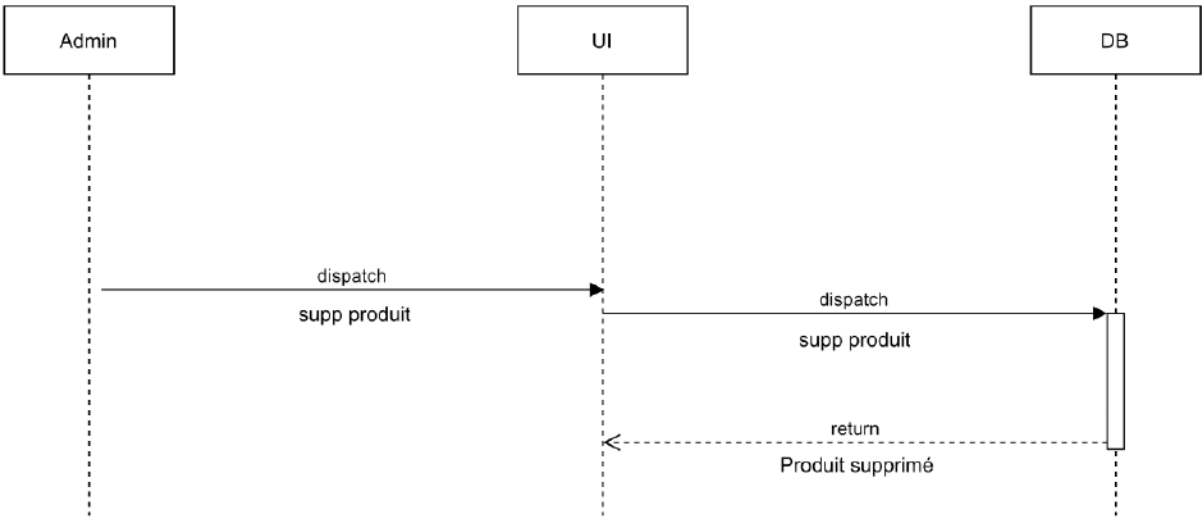 Admin
UI
DB
dispatch
supp produit
dispatch
supp produit
return
Produit supprimé